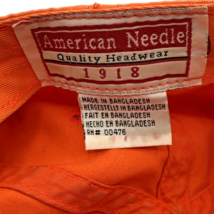 American Needle
Quality Headwear
1918
MADE IN BANGLADESH
HERGESTELLT IN BANGLADESH
FAIT EN BANGLADESH
HECHO EN BANGLADESH
RN# 00476